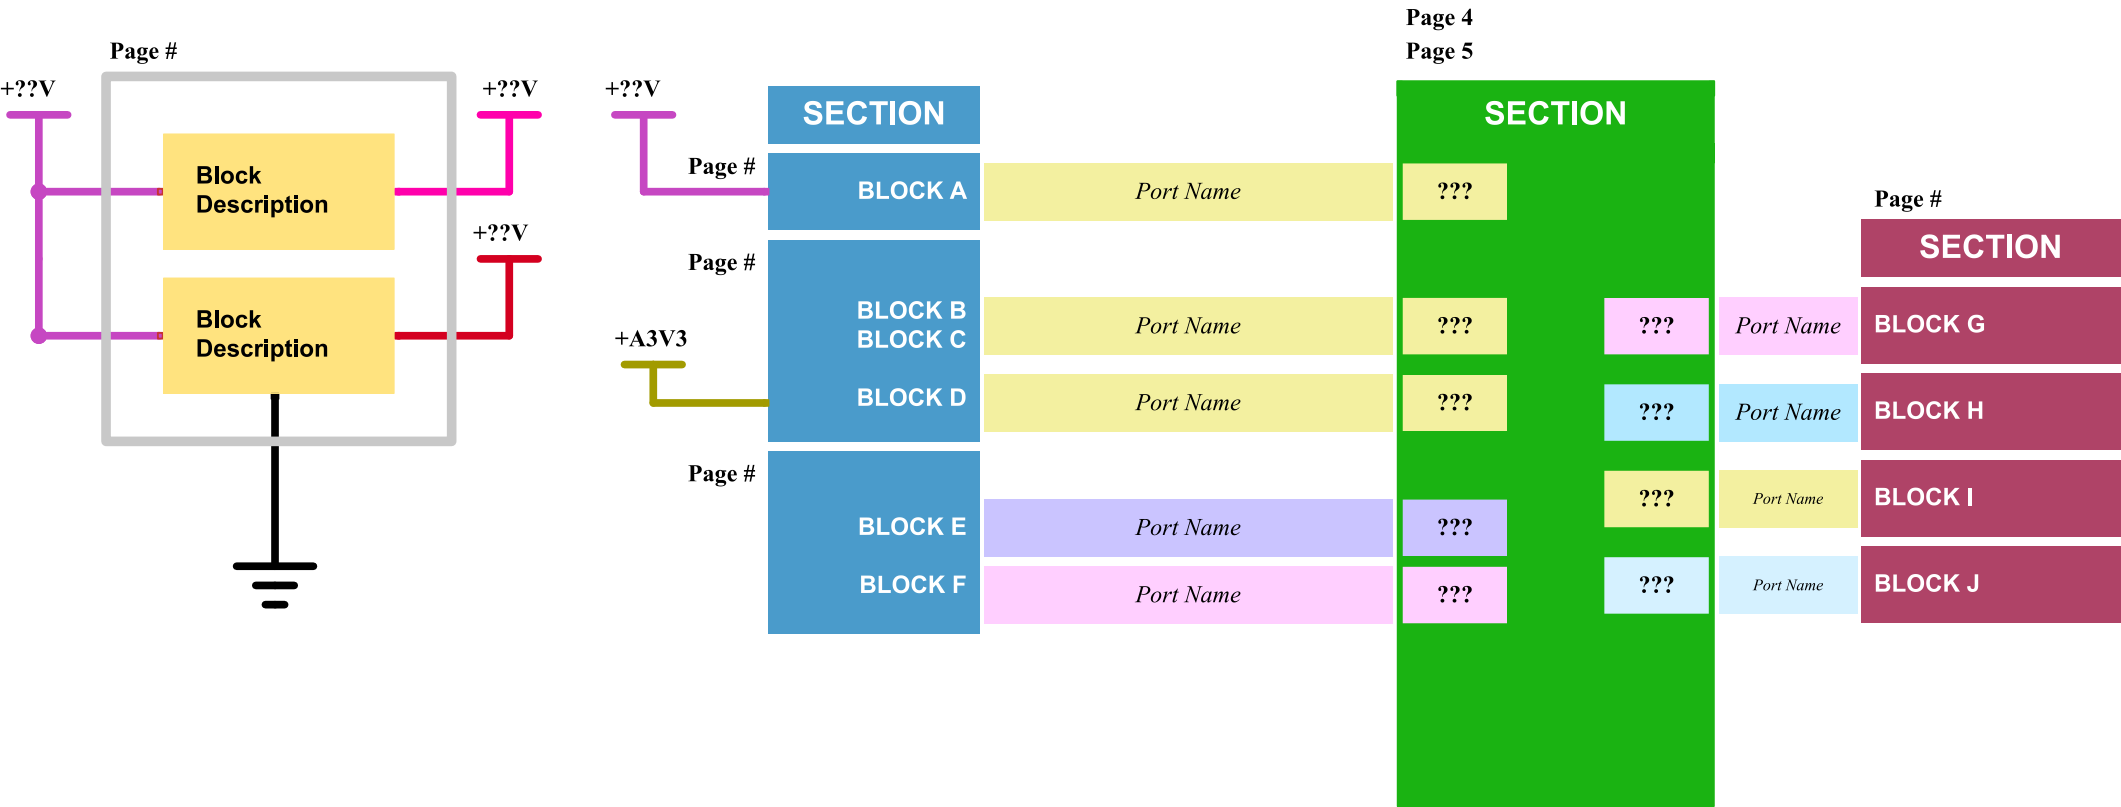 Page #
+??V
+??V
Block
Description
+??V
Block
Description
+??V
+A3V3
SECTION
Page #
BLOCK A
Port Name
???
Page #
BLOCK B
BLOCK C
Port Name
???
BLOCK D
Port Name
???
Page #
BLOCK E
Port Name
???
BLOCK F
Port Name
???
Page 4
Page 5
SECTION
Page #
SECTION
???
Port Name
BLOCK G
???
Port Name
BLOCK H
???
Port Name
BLOCK I
???
Port Name
BLOCK J